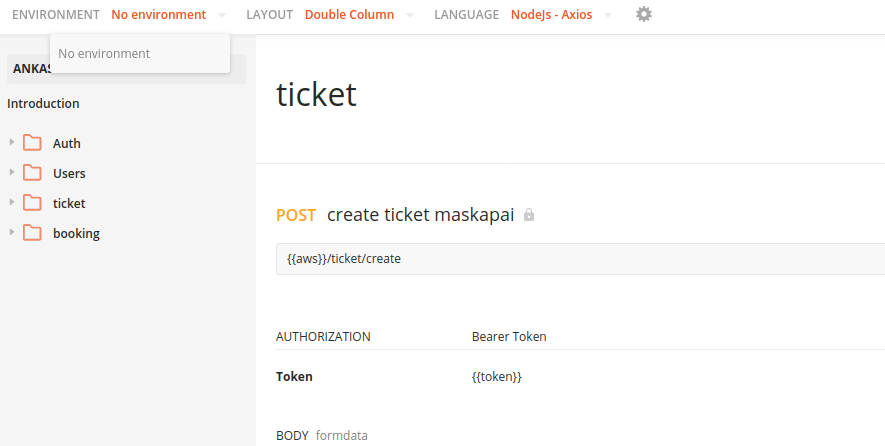 ENVIRONMENT No environment LAYOUT Double Column LANGUAGE NodeJs - Axios
No environment
Introduction
Auth
Users
ticket
booking
ticket
POST create ticket maskapai
{{aws}}/ticket/create
AUTHORIZATION Bearer Token
Token {{token}}
BODY formdata